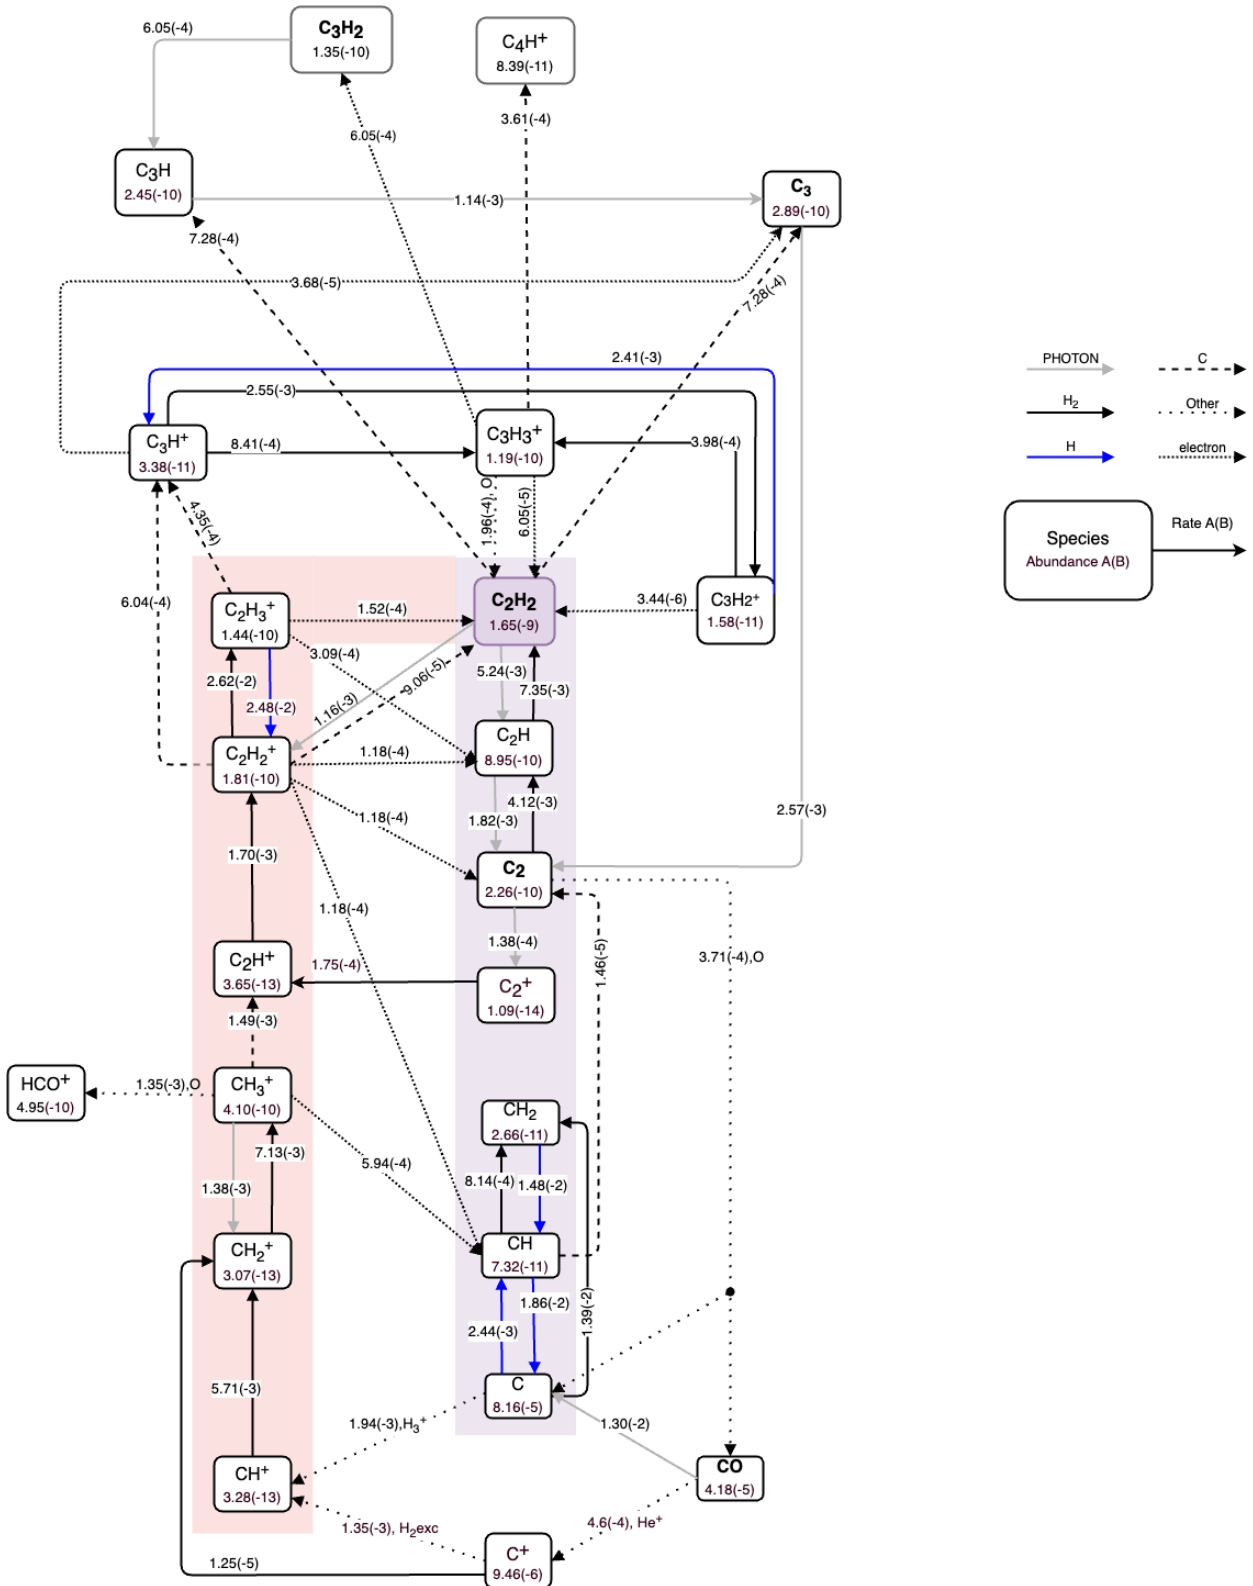 6.05(-4)
C3H2
1.35(-10)
C4H+
8.39(-11)
3.61(-4)
6.05(-4)
C3H
2.45(-10)
1.14(-3)
C3
2.89(-10)
7.28(-4)
3.68(-5)
7.28(-4)
2.41(-3)
2.55(-3)
PHOTON
C
H2
Other
H
electron
Species
Abundance A(B)
Rate A(B)
C3H+
3.38(-11)
8.41(-4)
C3H3+
1.19(-10)
3.98(-4)
4.35(-4)
1.96(-4), O
6.05(-5)
6.04(-4)
C2H3+
1.44(-10)
1.52(-4)
C2H2
1.65(-9)
3.44(-6)
C3H2+
1.58(-11)
3.09(-4)
2.62(-2)
2.48(-2)
1.16(-3)
9.06(-5)
5.24(-3)
7.35(-3)
C2H2+
1.81(-10)
1.18(-4)
C2H
8.95(-10)
1.18(-4)
1.82(-3)
4.12(-3)
2.57(-3)
1.70(-3)
C2
2.26(-10)
1.18(-4)
1.38(-4)
1.46(-5)
3.71(-4),O
C2H+
3.65(-13)
1.75(-4)
C2+
1.09(-14)
1.49(-3)
HCO+
4.95(-10)
1.35(-3),O
CH3+
4.10(-10)
CH2
2.66(-11)
7.13(-3)
5.94(-4)
1.38(-3)
8.14(-4)
1.48(-2)
CH2+
3.07(-13)
CH
7.32(-11)
1.86(-2)
1.39(-2)
2.44(-3)
5.71(-3)
C
8.16(-5)
1.94(-3),H3+
1.30(-2)
CH+
3.28(-13)
CO
4.18(-5)
1.35(-3), H2exc
4.6(-4), He+
1.25(-5)
C+
9.46(-6)